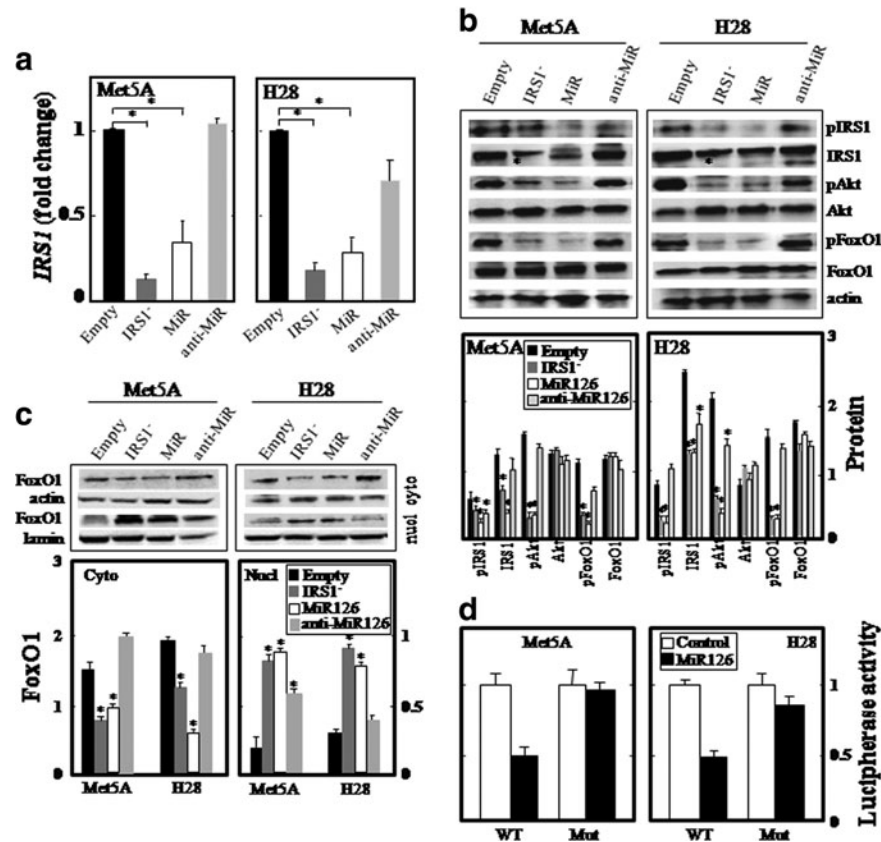 a
Met5A
H28
*
*
*
*
IRS1 (fold change)
1
0.5
0
Empty
IRS1-
MiR
anti-MiR
Empty
IRS1-
MiR
anti-MiR
b
Met5A
H28
Empty
IRS1-
MiR
anti-MiR
Empty
IRS1-
MiR
anti-MiR
pIRS1
IRS1
*
*
pAkt
Akt
pFoxO1
FoxO1
actin
Met5A
Empty
IRS1-
MiR126
anti-MiR126
H28
3
2
1
0
Protein
pIRS1
IRS1
pAkt
Akt
pFoxO1
FoxO1
pIRS1
IRS1
pAkt
Akt
pFoxO1
FoxO1
c
Met5A
H28
Empty
IRS1-
MiR
anti-MiR
Empty
IRS1-
MiR
anti-MiR
FoxO1
actin
FoxO1
lamin
cyto
nucl
Cyto
Nucl
Empty
IRS1-
MiR126
anti-MiR126
FoxO1
3
2
1
0
1
0.5
0
Met5A
H28
Met5A
H28
d
Met5A
Control
MiR126
H28
1
0.5
0
Lucipherase activity
WT
Mut
WT
Mut